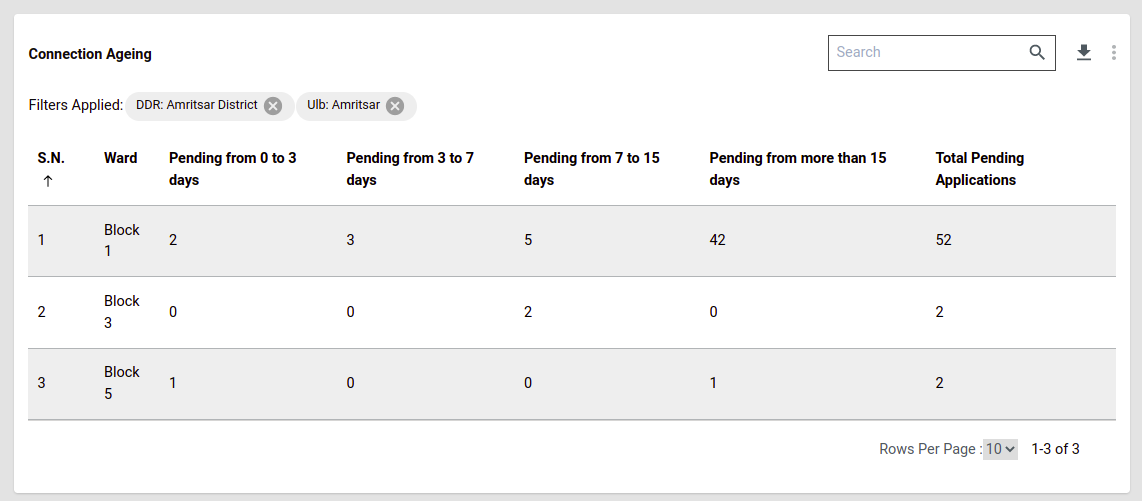 Connection Ageing
Search
Filters Applied: DDR: Amritsar District Ulb: Amritsar
S.N. Ward Pending from 0 to 3 days Pending from 3 to 7 days Pending from 7 to 15 days Pending from more than 15 days Total Pending Applications
1 Block 1 2 3 5 42 52
2 Block 3 0 0 2 0 2
3 Block 5 1 0 0 1 2
Rows Per Page : 10 1-3 of 3